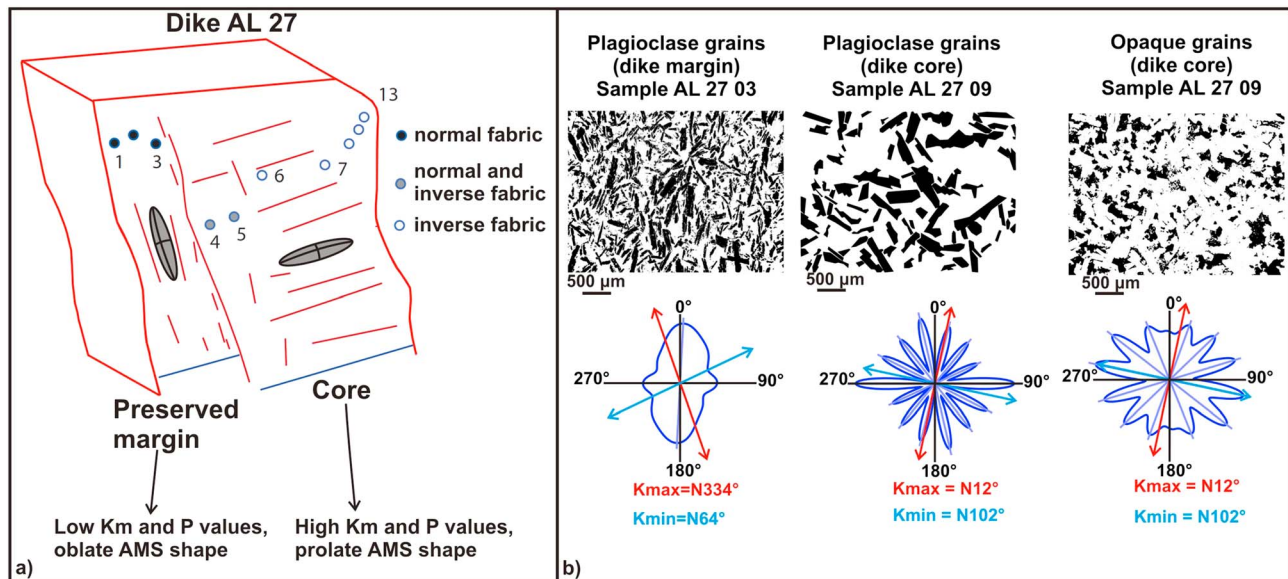 Dike AL 27
13
normal fabric
1
3
7
6
normal and
inverse fabric
4
5
inverse fabric
Preserved
margin
Core
Low Km and P values,
oblate AMS shape
High Km and P values,
prolate AMS shape
a)
Plagioclase grains
(dike margin)
Sample AL 27 03
Plagioclase grains
(dike core)
Sample AL 27 09
Opaque grains
(dike core)
Sample AL 27 09
500 µm
500 µm
500 µm
0°
270°
90°
180°
Kmax=N334°
Kmin=N64°
0°
270°
90°
180°
Kmax = N12°
Kmin = N102°
0°
270°
90°
180°
Kmax = N12°
Kmin = N102°
b)